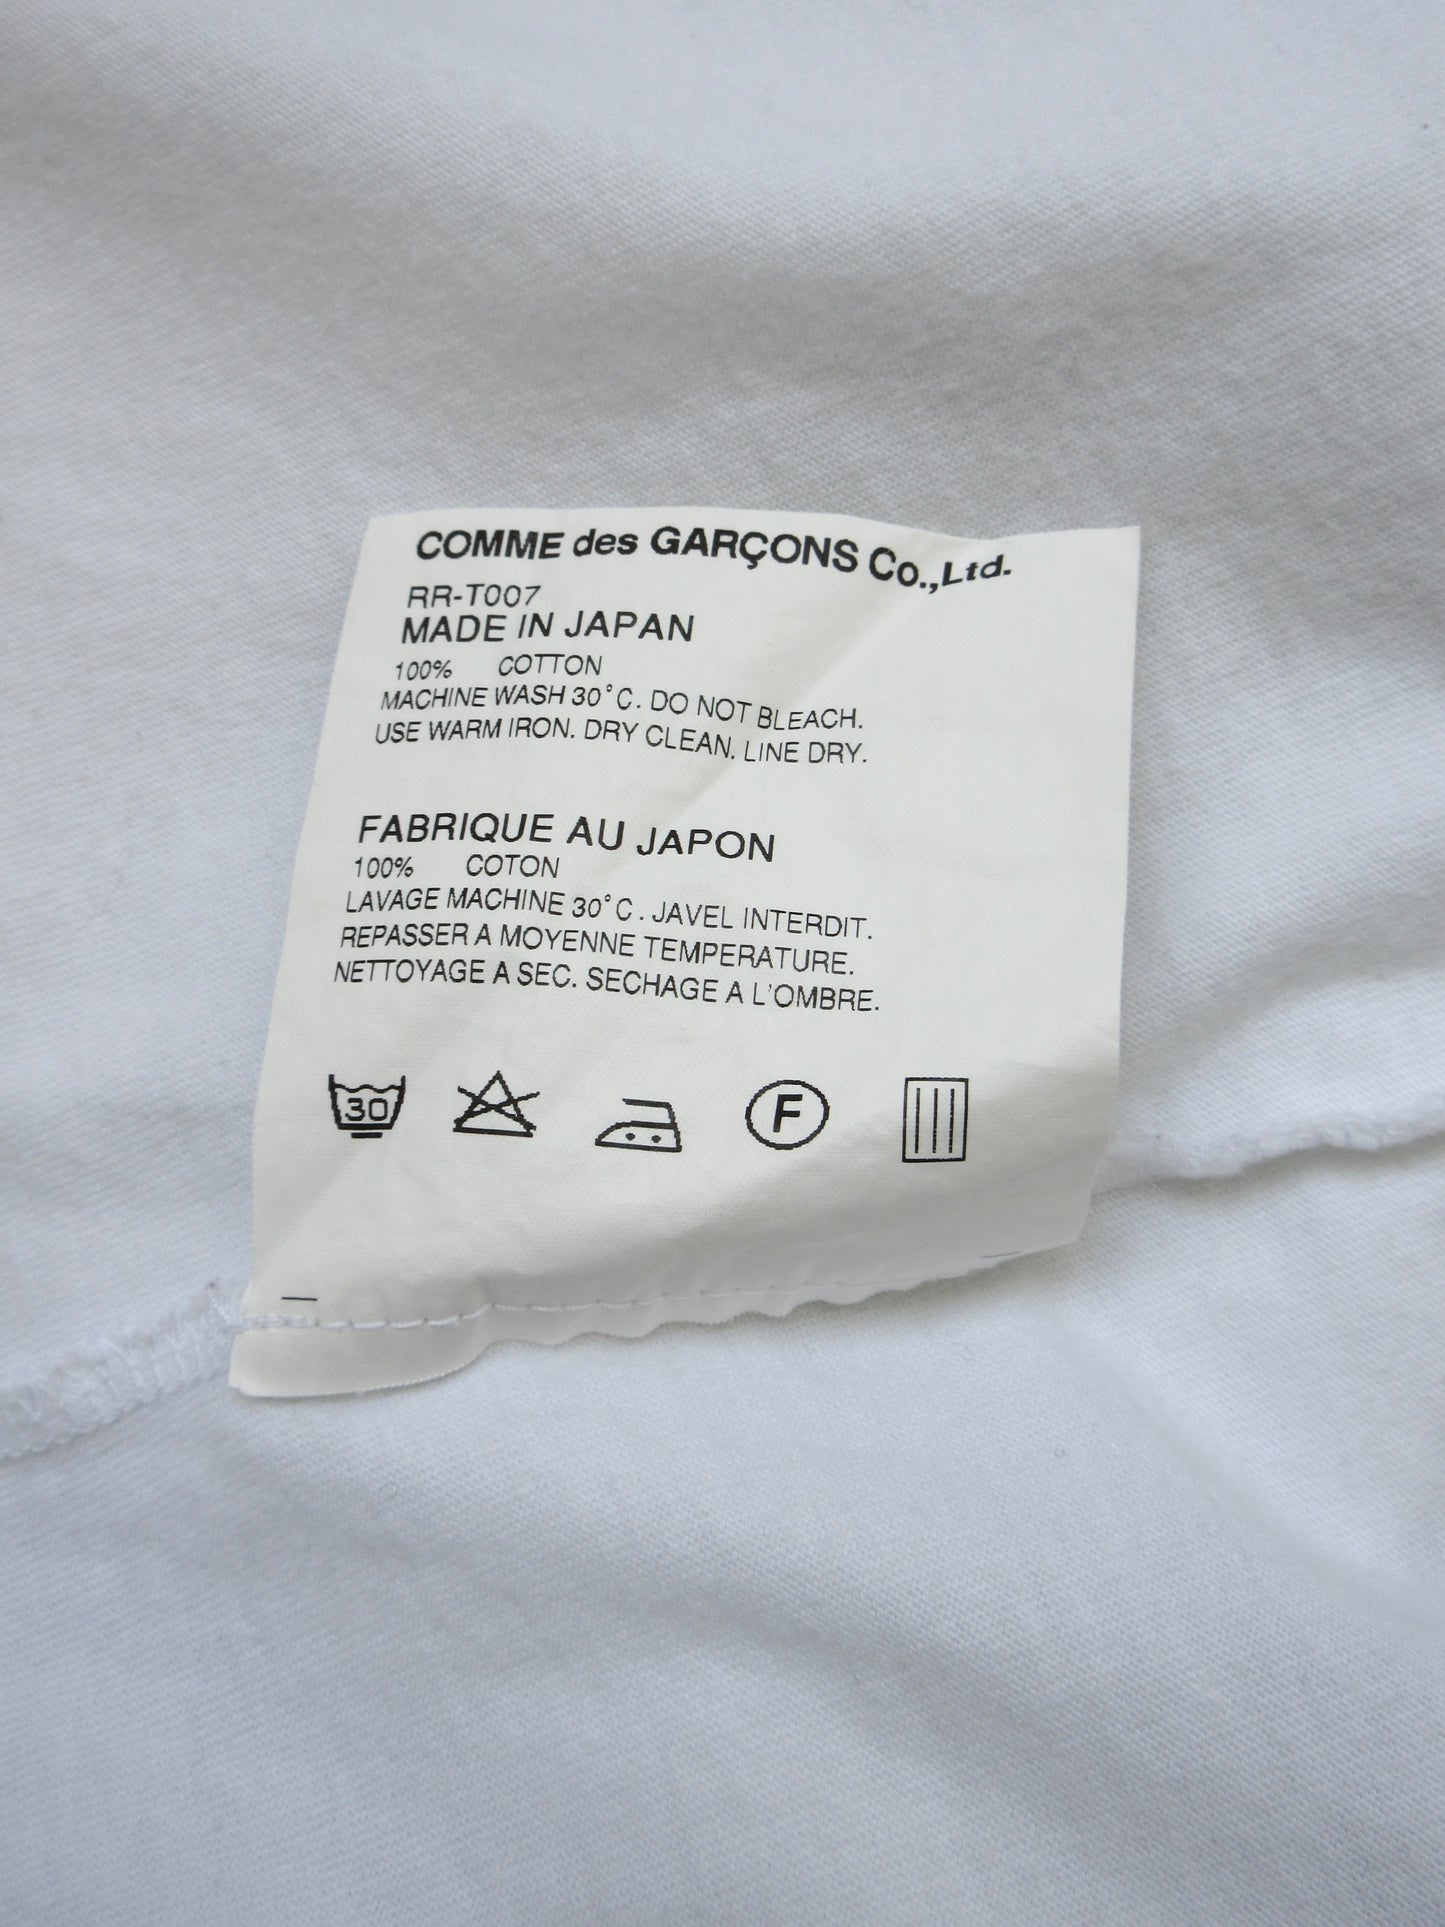 COMME des GARÇONS Co.,Ltd.
RR-T007
MADE IN JAPAN
100% COTTON
MACHINE WASH 30°C. DO NOT BLEACH.
USE WARM IRON. DRY CLEAN. LINE DRY.
FABRIQUE AU JAPON
100% COTON
LAVAGE MACHINE 30°C. JAVEL INTERDIT.
REPASSER A MOYENNE TEMPERATURE.
NETTOYAGE A SEC. SECHAGE A L'OMBRE.
30 F